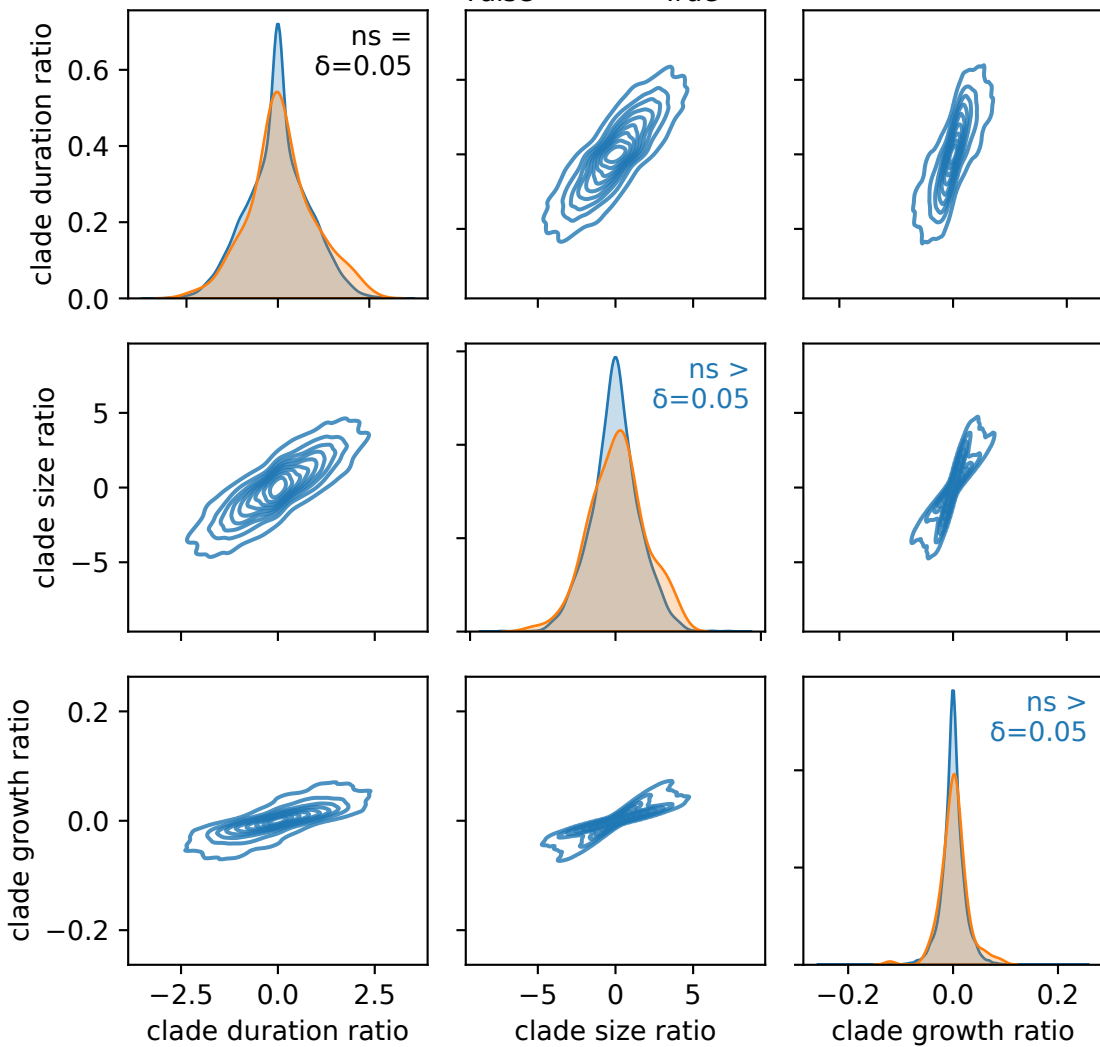 clade duration ratio
0.6
0.4
0.2
0.0
ns =
δ=0.05
clade size ratio
5
0
−5
ns >
δ=0.05
clade growth ratio
0.2
0.0
−0.2
ns >
δ=0.05
−2.5 0.0 2.5
−5 0 5
−0.2 0.0 0.2
clade duration ratio
clade size ratio
clade growth ratio